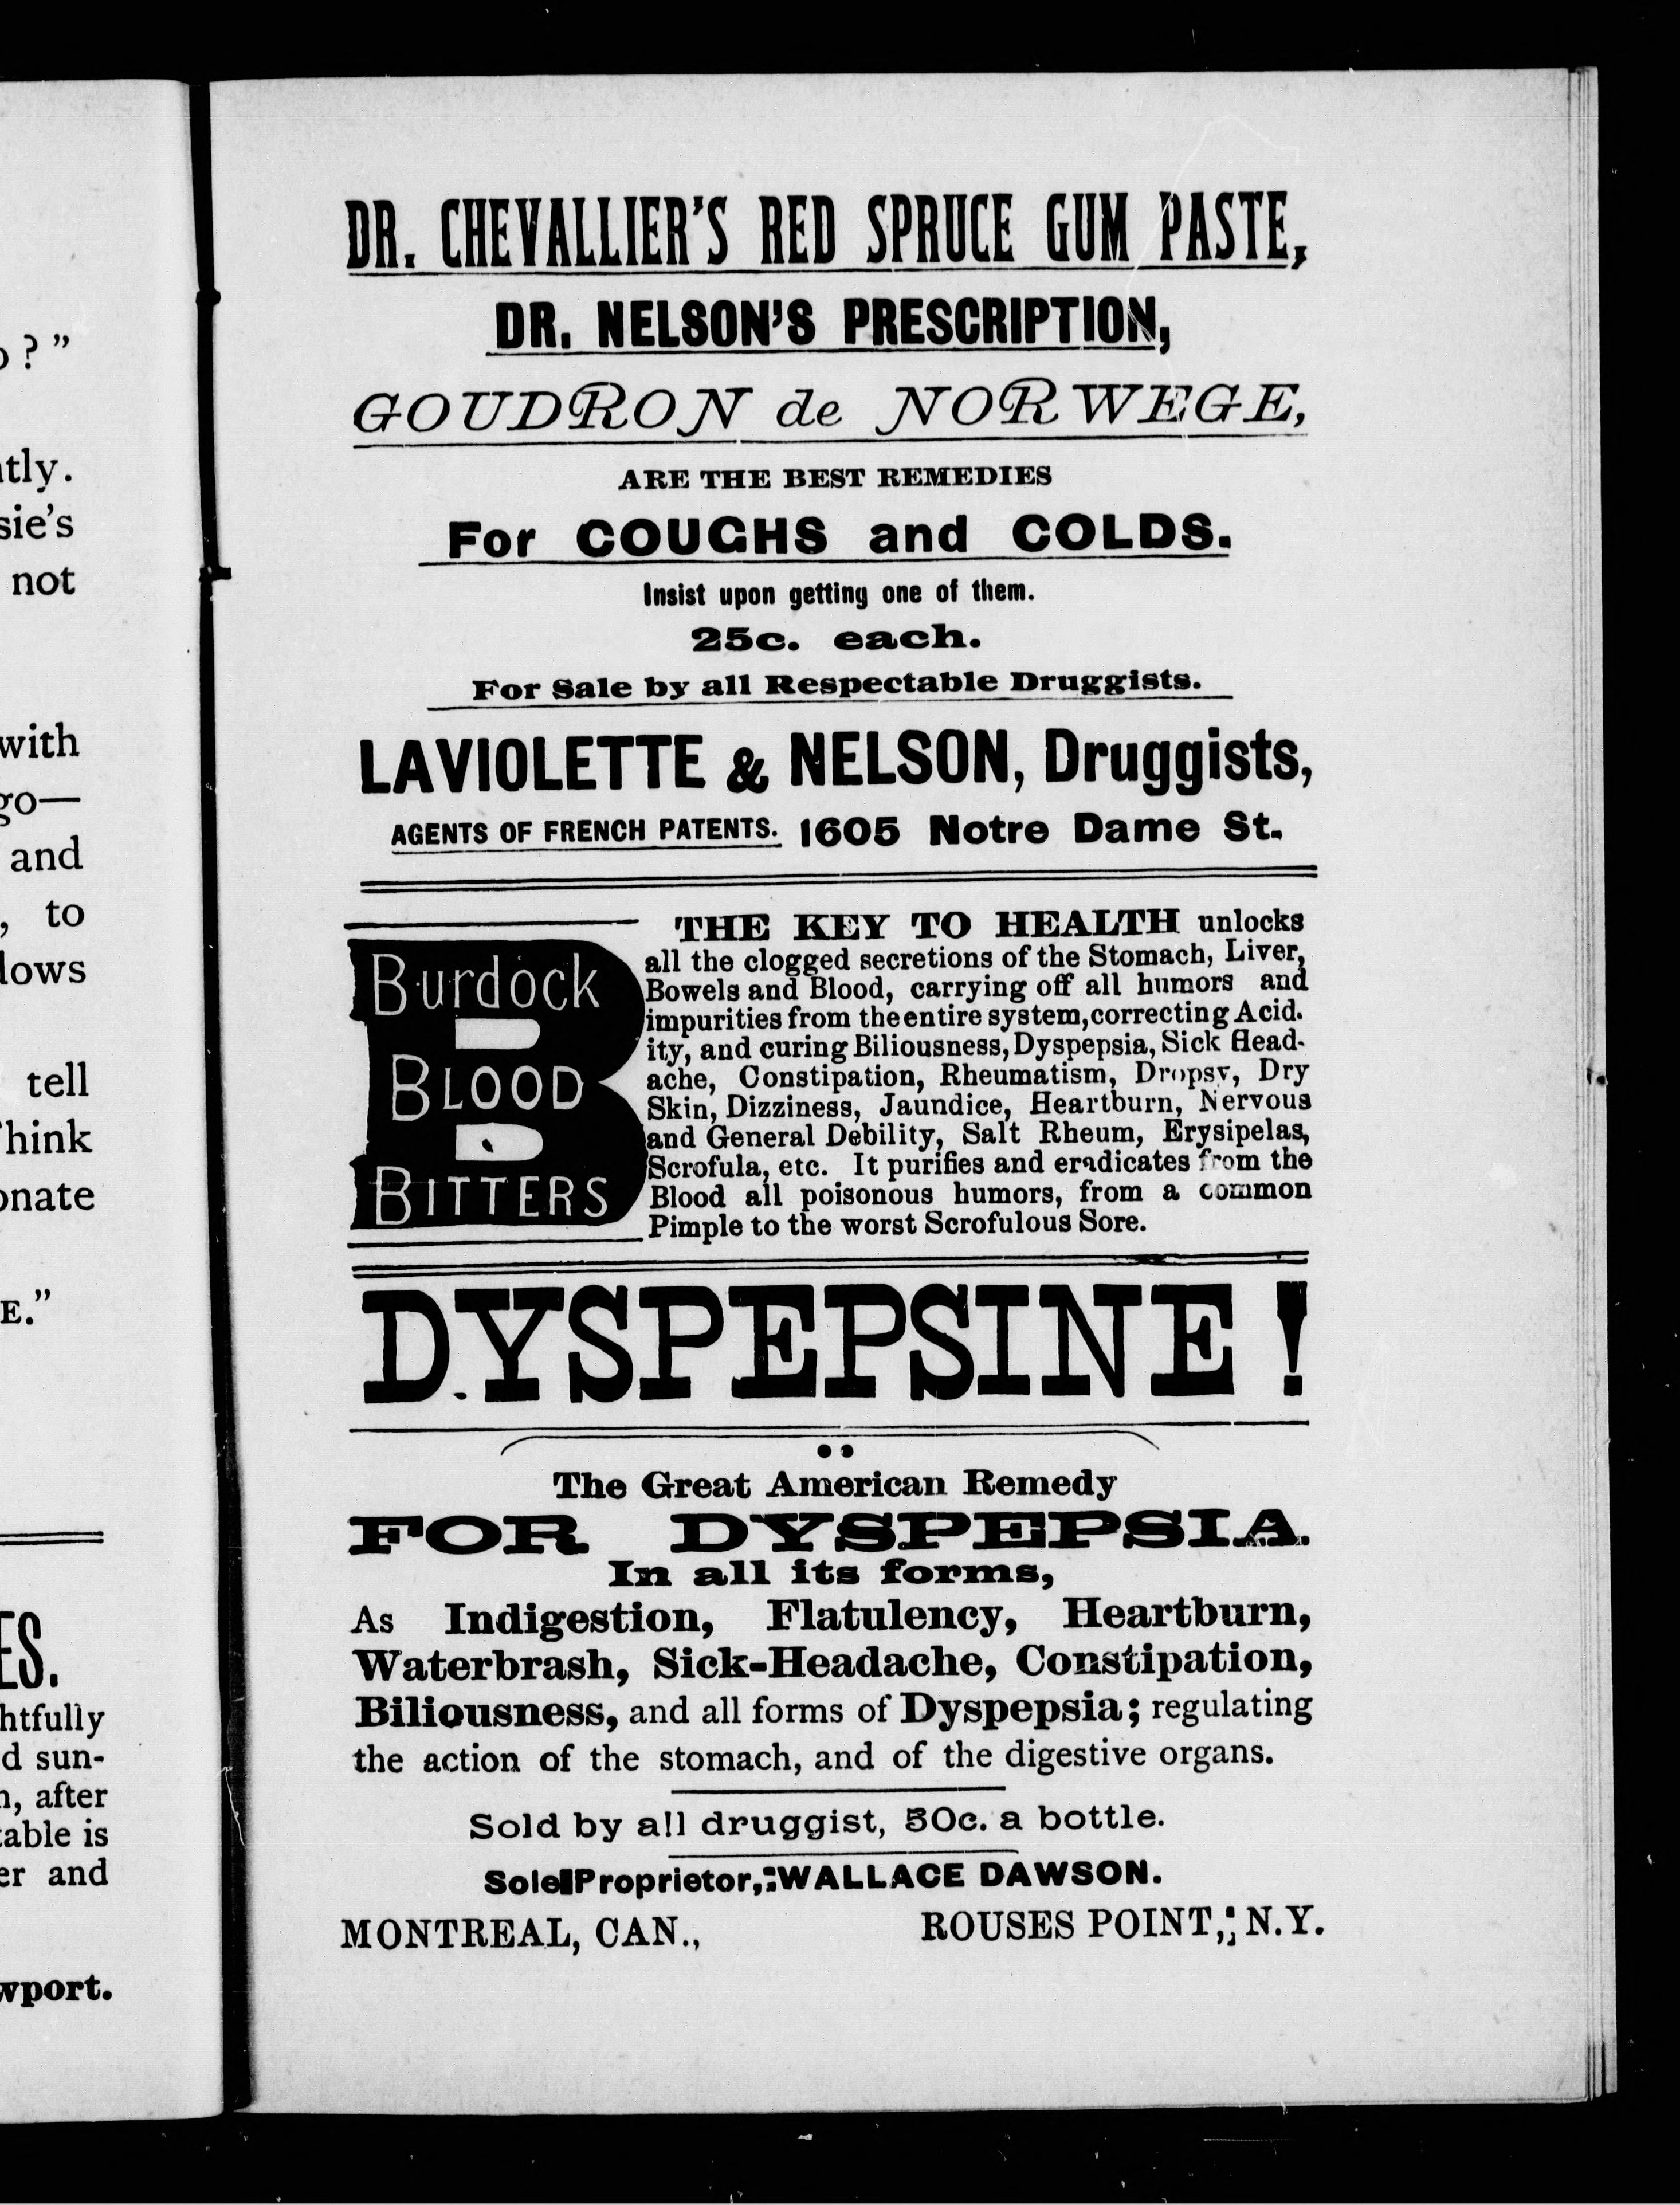 o ? "
tly.
sie's
not
with
go—
and
, to
lows
tell
hink
onate
E."
ES.
htfully
d sun-
n, after
table is
er and
wport.
DR. CHEVALLIER'S RED SPRUCE GUM PASTE,
DR. NELSON'S PRESCRIPTION,
GOUDRON de NORWEGE,
ARE THE BEST REMEDIES
For COUGHS and COLDS.
Insist upon getting one of them.
25c. each.
For Sale by all Respectable Druggists.
LAVIOLETTE & NELSON, Druggists,
AGENTS OF FRENCH PATENTS. 1605 Notre Dame St.
Burdock
BLOOD
BITTERS
THE KEY TO HEALTH unlocks
all the clogged secretions of the Stomach, Liver,
Bowels and Blood, carrying off all humors and
impurities from the entire system, correcting Acid-
ity, and curing Biliousness, Dyspepsia, Sick Head-
ache, Constipation, Rheumatism, Dropsy, Dry
Skin, Dizziness, Jaundice, Heartburn, Nervous
and General Debility, Salt Rheum, Erysipelas,
Scrofula, etc. It purifies and eradicates from the
Blood all poisonous humors, from a common
Pimple to the worst Scrofulous Sore.
DYSPEPSINE!
The Great American Remedy
FOR DYSPEPSIA.
In all its forms,
As Indigestion, Flatulency, Heartburn,
Waterbrash, Sick-Headache, Constipation,
Biliousness, and all forms of Dyspepsia; regulating
the action of the stomach, and of the digestive organs.
Sold by all druggist, 50c. a bottle.
Sole Proprietor, WALLACE DAWSON.
MONTREAL, CAN., ROUSES POINT, N.Y.